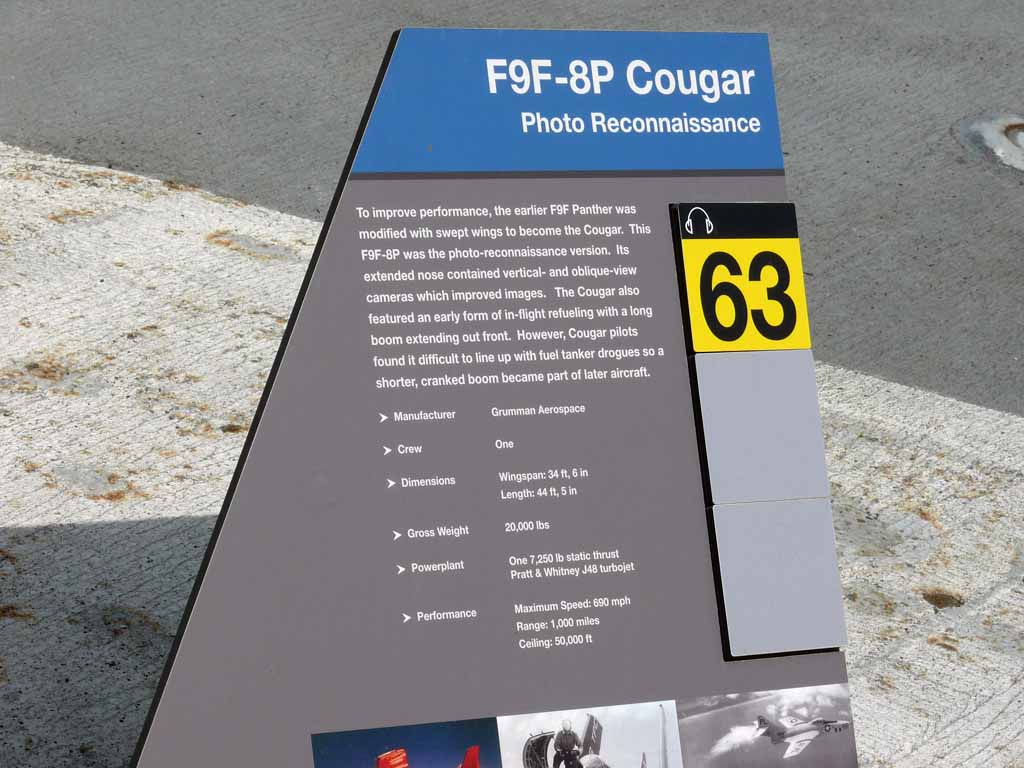 F9F-8P Cougar
Photo Reconnaissance
To improve performance, the earlier F9F Panther was
modified with swept wings to become the Cougar. This
F9F-8P was the photo-reconnaissance version. Its
extended nose contained vertical- and oblique-view
cameras which improved images. The Cougar also
featured an early form of in-flight refueling with a long
boom extending out front. However, Cougar pilots
found it difficult to line up with fuel tanker drogues so a
shorter, cranked boom became part of later aircraft.
63
Manufacturer Grumman Aerospace
Crew One
Dimensions Wingspan: 34 ft, 6 in
Length: 44 ft, 5 in
Gross Weight 20,000 lbs
Powerplant One 7,250 lb static thrust
Pratt & Whitney J48 turbojet
Performance Maximum Speed: 690 mph
Range: 1,000 miles
Ceiling: 50,000 ft